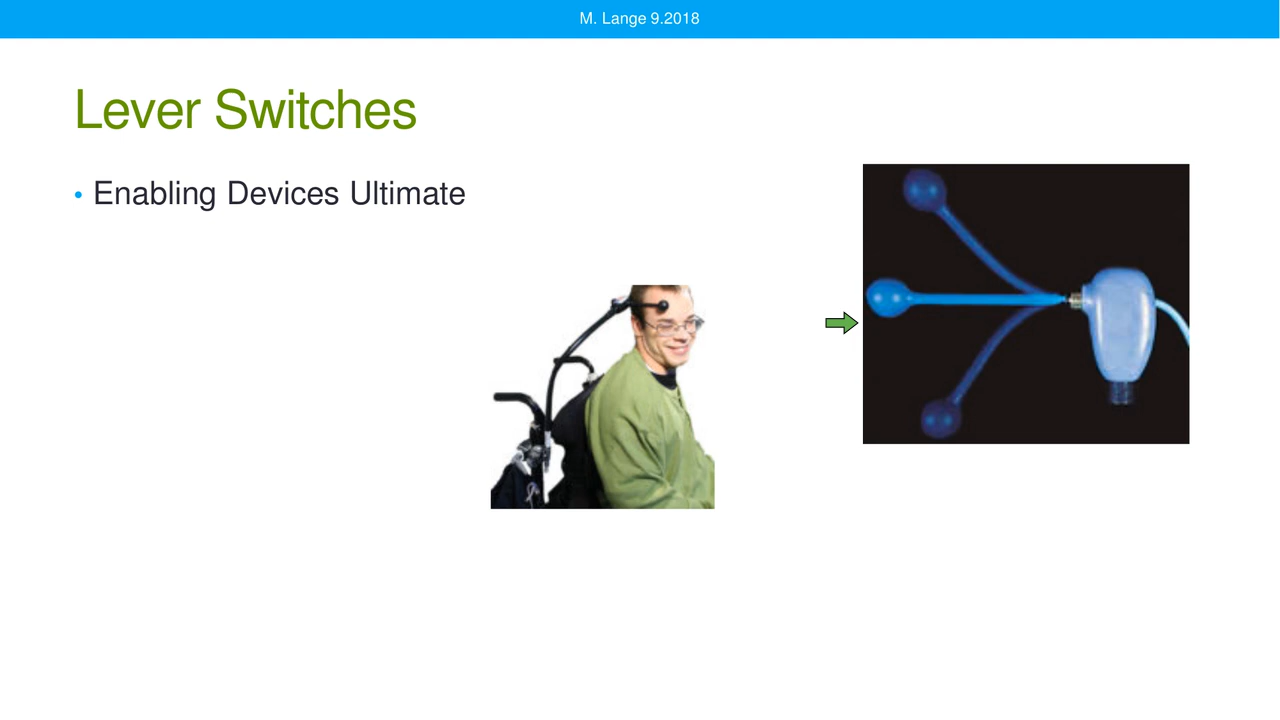 M. Lange 9.2018
Lever Switches
• Enabling Devices Ultimate